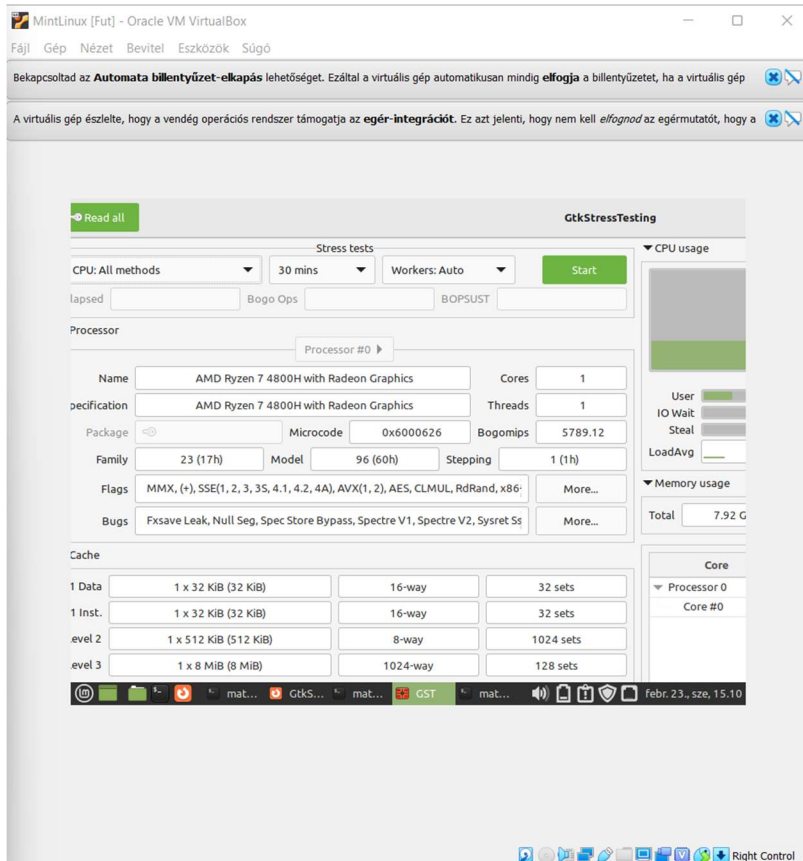 MintLinux [Fut] - Oracle VM VirtualBox
Fájl Gép Nézet Bevitel Eszközök Súgó
Bekapcsoltad az Automata billentyűzet-elkapás lehetőséget. Ezáltal a virtuális gép automatikusan mindig elfogja a billentyűzetet, ha a virtuális gép
A virtuális gép észlelte, hogy a vendég operációs rendszer támogatja az egér-integrációt. Ez azt jelenti, hogy nem kell elfognod az egérmutatót, hogy a
Read all GtkStressTesting
Stress tests CPU usage
CPU: All methods 30 mins Workers: Auto Start
lapsed Bogo Ops BOPSUST
Processor
Processor #0
Name AMD Ryzen 7 4800H with Radeon Graphics Cores 1
pecification AMD Ryzen 7 4800H with Radeon Graphics Threads 1
Package Microcode 0x6000626 Bogomips 5789.12
Family 23 (17h) Model 96 (60h) Stepping 1 (1h)
Flags MMX, (+), SSE(1, 2, 3, 3S, 4.1, 4.2, 4A), AVX(1, 2), AES, CLMUL, RdRand, x86- More...
Bugs Fxsave Leak, Null Seg, Spec Store Bypass, Spectre V1, Spectre V2, Sysret Ss More...
User
IO Wait
Steal
LoadAvg
Memory usage
Total 7.92 G
Cache
1 Data 1 x 32 KiB (32 KiB) 16-way 32 sets
1 Inst. 1 x 32 KiB (32 KiB) 16-way 32 sets
evel 2 1 x 512 KiB (512 KiB) 8-way 1024 sets
evel 3 1 x 8 MiB (8 MiB) 1024-way 128 sets
Core
Processor 0
Core #0
mat... GtkS... mat... GST mat... febr. 23., sze, 15.10
Right Control